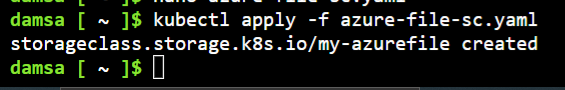 damsa [ ~ ]$ kubectl apply -f azure-file-sc.yaml
storageclass.storage.k8s.io/my-azurefile created
damsa [ ~ ]$